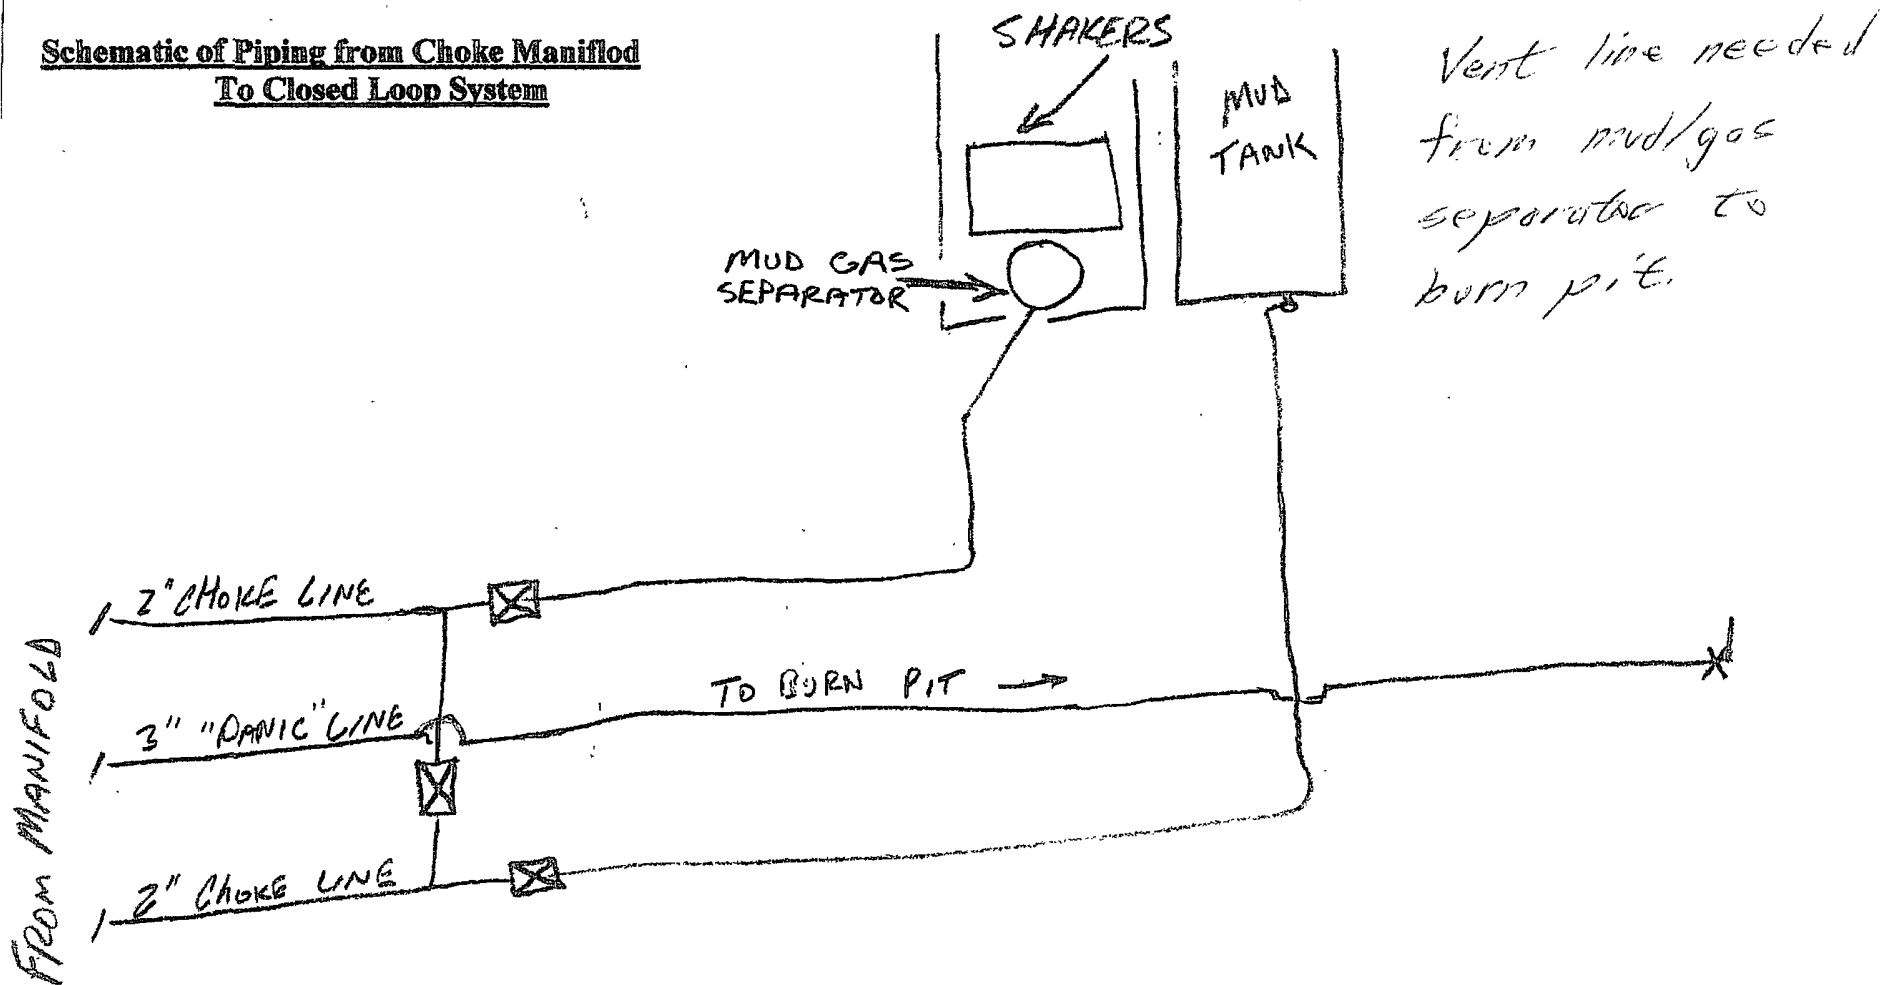 Schematic of Piping from Choke Maniflod
To Closed Loop System
SHAKERS
MUD
TANK
Vent line needed
from mud/gas
separator to
burn pit.
MUD GAS
SEPARATOR
2" CHOKE LINE
TO BURN PIT
3" "PANIC" LINE
2" CHOKE LINE
FROM MANIFOLD